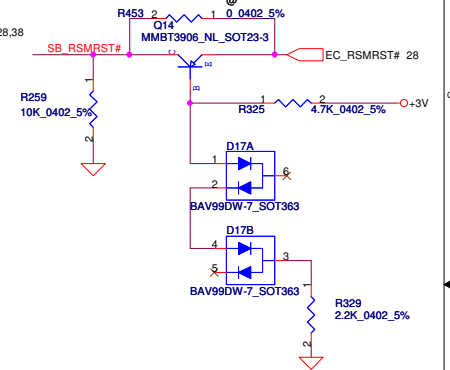 @
R453 2 1 0_0402_5%
Q14
28,38
MMBT3906_NL_SOT23-3
SB_RSMRST#
C
E
EC_RSMRST# 28
B
1
R259
10K_0402_5%
2
R325
1
2
4.7K_0402_5%
+3V
D17A
1
6
2
BAV99DW-7_SOT363
D17B
4
3
5
BAV99DW-7_SOT363
1
R329
2.2K_0402_5%
2